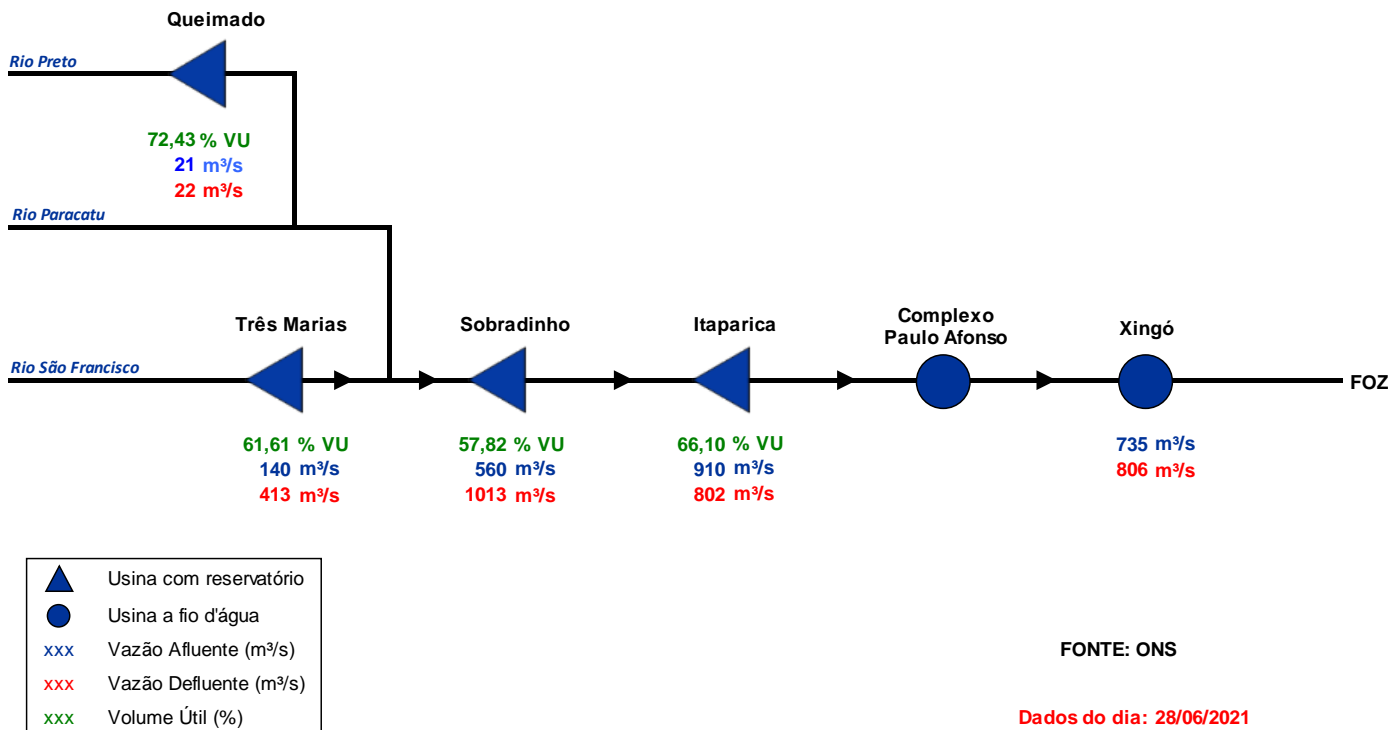 Queimado
Rio Preto
72,43 % VU
21 m³/s
22 m³/s
Rio Paracatu
Três Marias
Sobradinho
Itaparica
Complexo
Paulo Afonso
Xingó
Rio São Francisco
FOZ
61,61 % VU
140 m³/s
413 m³/s
57,82 % VU
560 m³/s
1013 m³/s
66,10 % VU
910 m³/s
802 m³/s
735 m³/s
806 m³/s
Usina com reservatório
Usina a fio d'água
xxx Vazão Afluente (m³/s)
xxx Vazão Defluente (m³/s)
xxx Volume Útil (%)
FONTE: ONS
Dados do dia: 28/06/2021